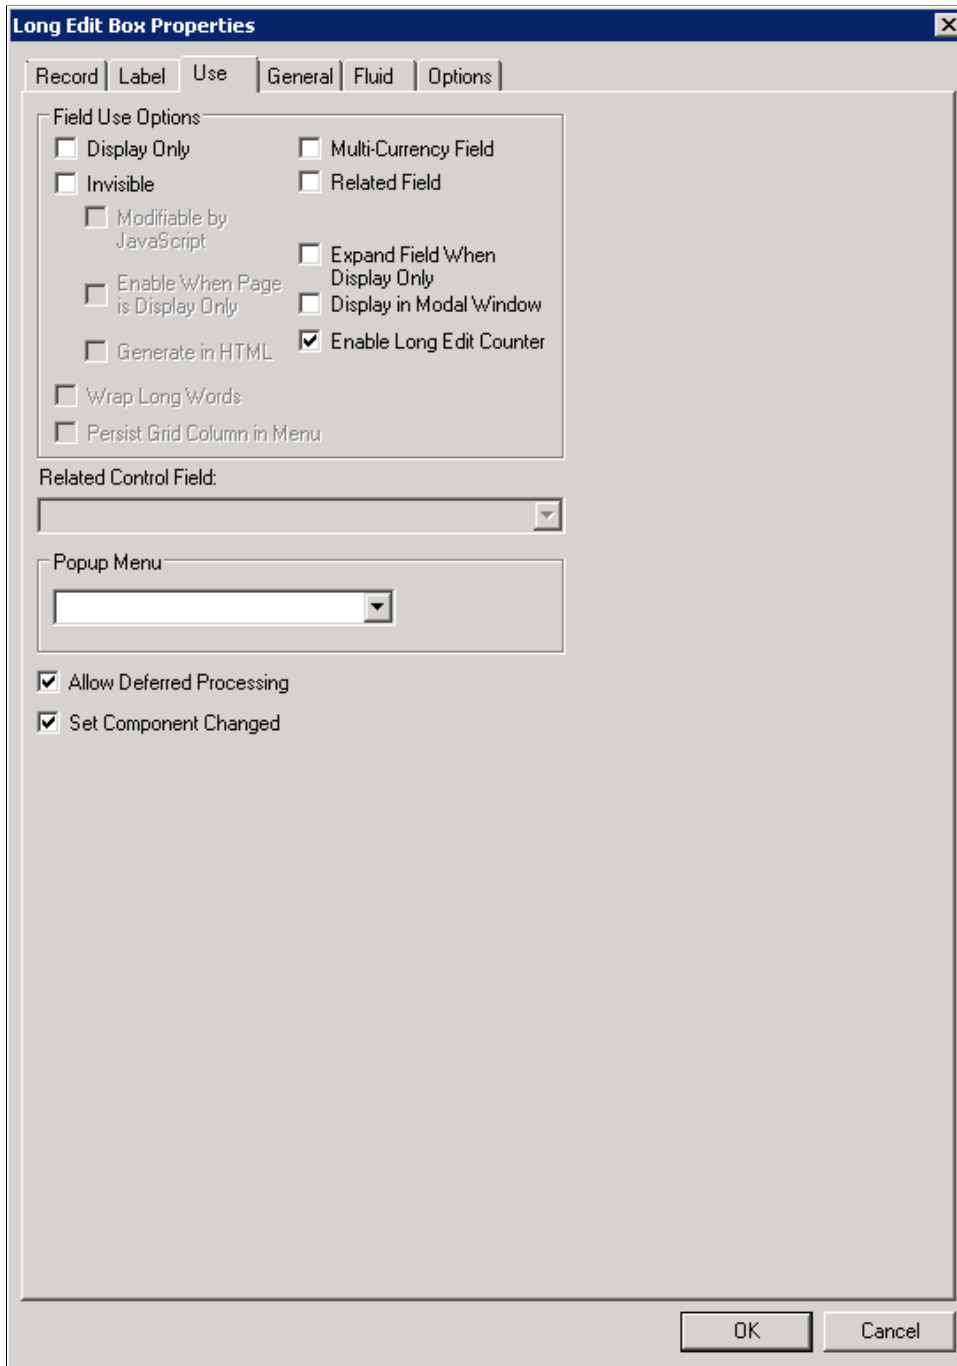 Long Edit Box Properties
Record Label Use General Fluid Options
Field Use Options
Display Only
Multi-Currency Field
Invisible
Related Field
Modifiable by
JavaScript
Expand Field When
Display Only
Enable When Page
is Display Only
Display in Modal Window
Generate in HTML
Enable Long Edit Counter
Wrap Long Words
Persist Grid Column in Menu
Related Control Field:
Popup Menu
Allow Deferred Processing
Set Component Changed
OK Cancel